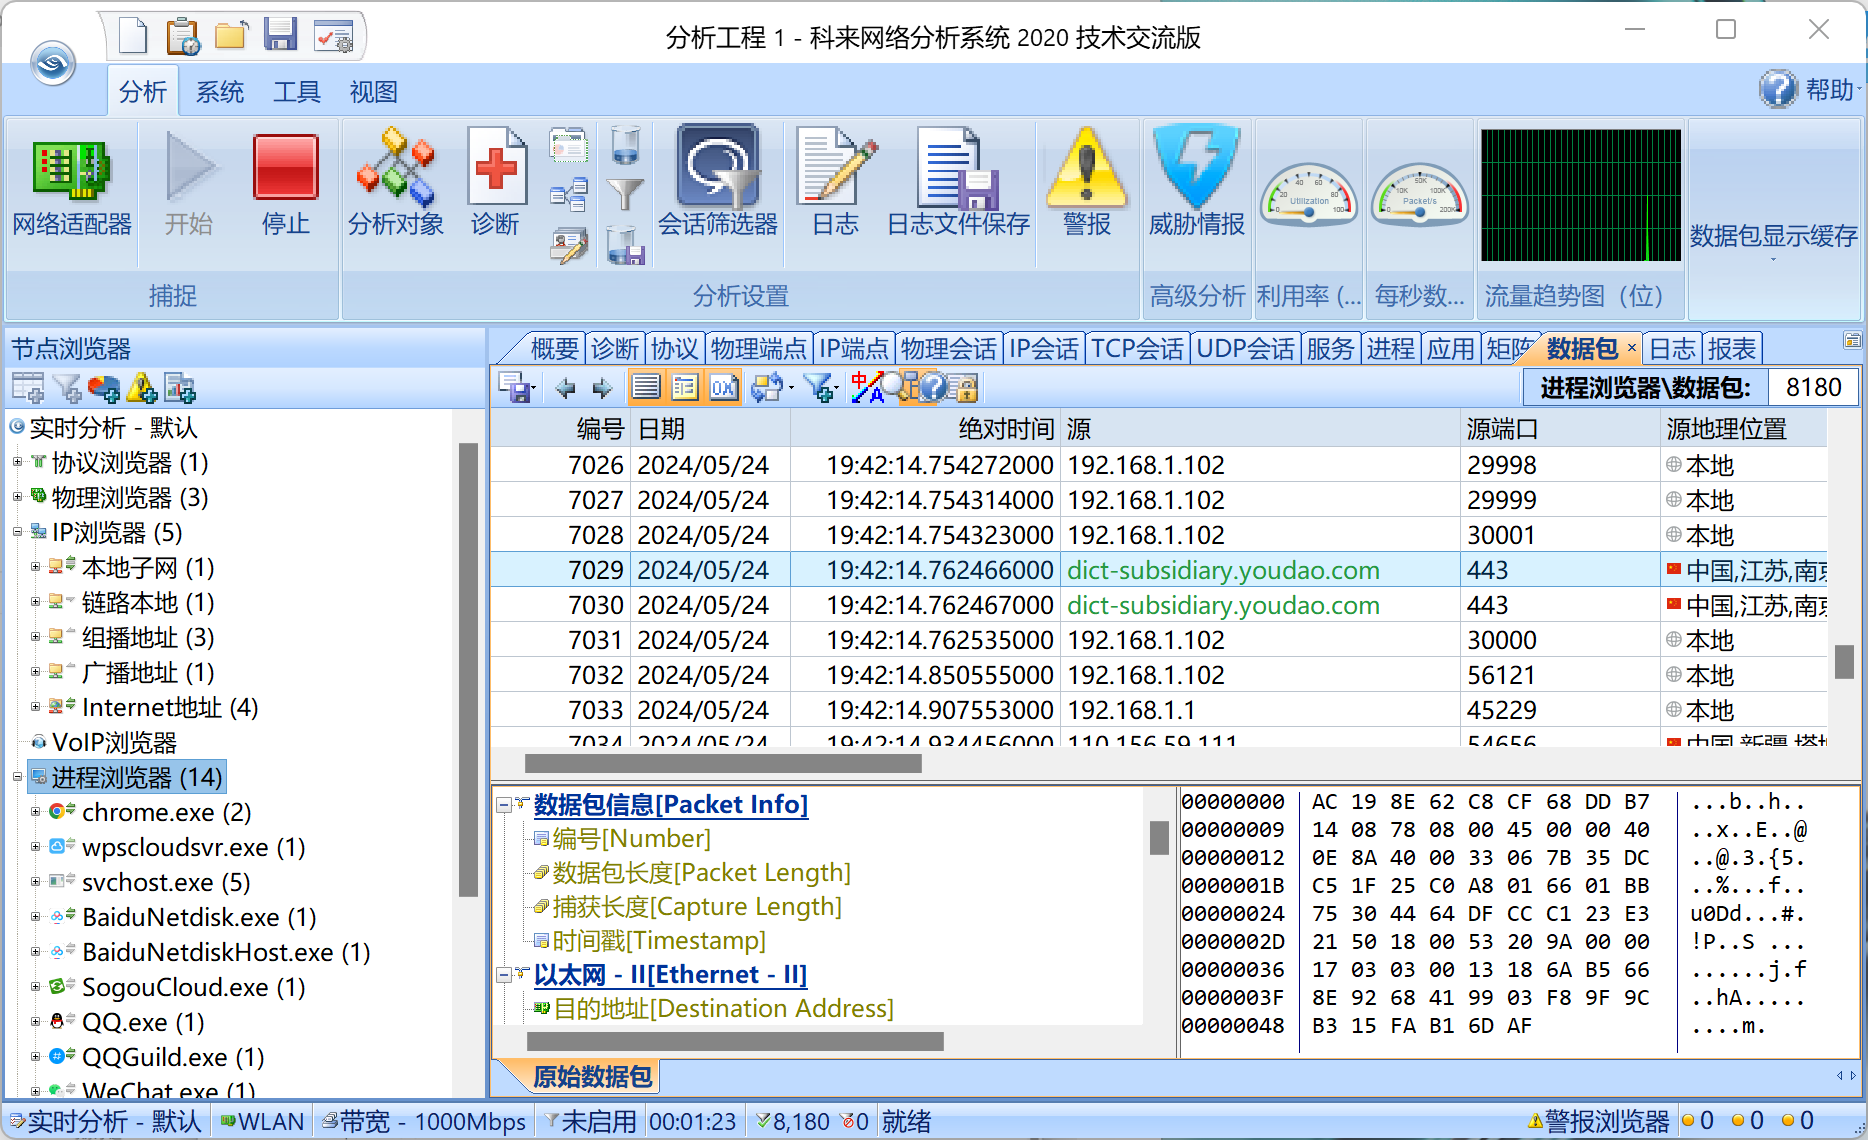 分析工程 1 - 科来网络分析系统 2020 技术交流版
分析 系统 工具 视图 帮助
网络适配器 开始 停止 分析对象 诊断 会话筛选器 日志 日志文件保存 警报 威胁情报 数据包显示缓存
捕捉 分析设置 高级分析 利用率 (... 每秒数... 流量趋势图（位）
节点浏览器
概要 诊断 协议 物理端点 IP端点 物理会话 IP会话 TCP会话 UDP会话 服务 进程 应用 矩阵 数据包 × 日志 报表
进程浏览器\数据包: 8180
实时分析 - 默认
协议浏览器 (1)
物理浏览器 (3)
IP浏览器 (5)
本地子网 (1)
链路本地 (1)
组播地址 (3)
广播地址 (1)
Internet地址 (4)
VoIP浏览器
进程浏览器 (14)
chrome.exe (2)
wpscloudsvr.exe (1)
svchost.exe (5)
BaiduNetdisk.exe (1)
BaiduNetdiskHost.exe (1)
SogouCloud.exe (1)
QQ.exe (1)
QQGuild.exe (1)
WeChat.exe (1)
编号 日期 绝对时间 源 源端口 源地理位置
7026 2024/05/24 19:42:14.754272000 192.168.1.102 29998 本地
7027 2024/05/24 19:42:14.754314000 192.168.1.102 29999 本地
7028 2024/05/24 19:42:14.754323000 192.168.1.102 30001 本地
7029 2024/05/24 19:42:14.762466000 dict-subsidiary.youdao.com 443 中国,江苏,南京
7030 2024/05/24 19:42:14.762467000 dict-subsidiary.youdao.com 443 中国,江苏,南京
7031 2024/05/24 19:42:14.762535000 192.168.1.102 30000 本地
7032 2024/05/24 19:42:14.850555000 192.168.1.102 56121 本地
7033 2024/05/24 19:42:14.907553000 192.168.1.1 45229 本地
7034 2024/05/24 19:42:14.934456000 110.156.59.111 54656 中国,新疆,塔城
数据包信息[Packet Info]
编号[Number]
数据包长度[Packet Length]
捕获长度[Capture Length]
时间戳[Timestamp]
以太网 - II[Ethernet - II]
目的地址[Destination Address]
00000000 AC 19 8E 62 C8 CF 68 DD B7 ...b..h..
00000009 14 08 78 08 00 45 00 00 40 ..x..E..@
00000012 0E 8A 40 00 33 06 7B 35 DC ..@.3.{5.
0000001B C5 1F 25 C0 A8 01 66 01 BB ..%...f..
00000024 75 30 44 64 DF CC C1 23 E3 u0Dd...#.
0000002D 21 50 18 00 53 20 9A 00 00 !P..S ...
00000036 17 03 03 00 13 18 6A B5 66 ......j.f
0000003F 8E 92 68 41 99 03 F8 9F 9C ..hA.....
00000048 B3 15 FA B1 6D AF ....m.
原始数据包
实时分析 - 默认 WLAN 带宽 - 1000Mbps 未启用 00:01:23 8,180 0 就绪 警报浏览器 0 0 0